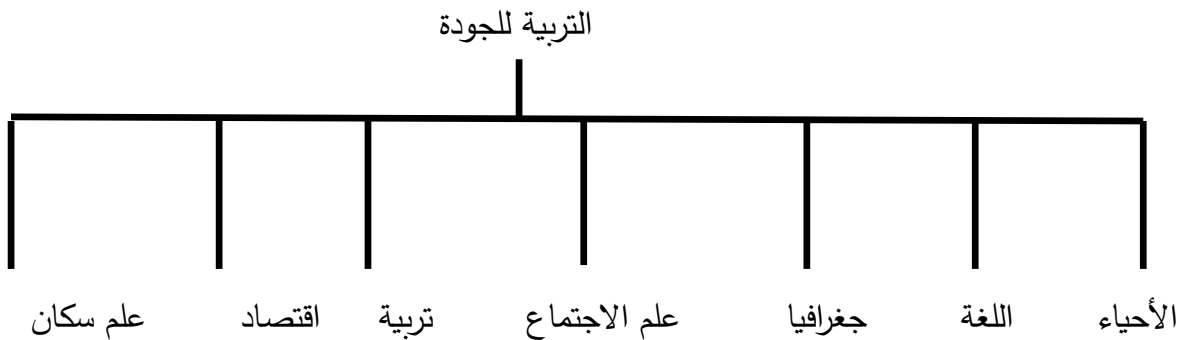 التربية للجودة
الأحياء اللغة جغرافيا علم الاجتماع تربية اقتصاد علم سكان